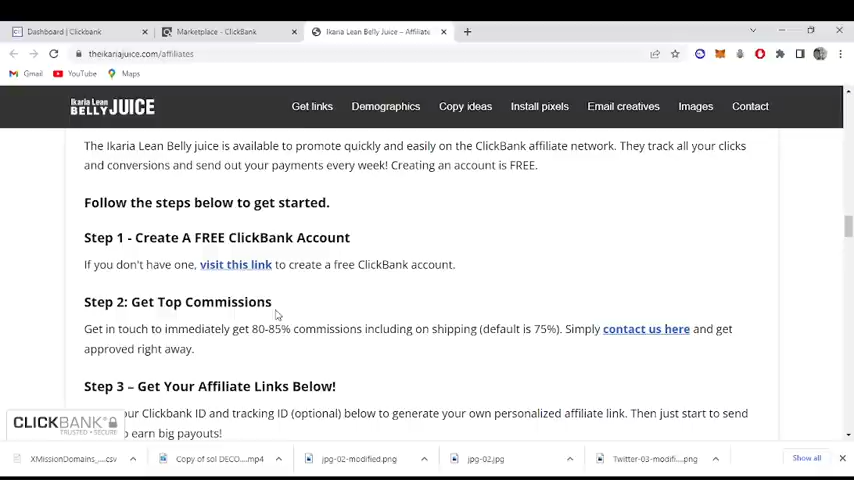 Dashboard | Clickbank
Marketplace - ClickBank
Ikaria Lean Belly Juice – Affiliate
theikariajuice.com/affiliates
Gmail
YouTube
Maps
Ikaria Lean
BELLY JUICE
Get links
Demographics
Copy ideas
Install pixels
Email creatives
Images
Contact
The Ikaria Lean Belly juice is available to promote quickly and easily on the ClickBank affiliate network. They track all your clicks
and conversions and send out your payments every week! Creating an account is FREE.
Follow the steps below to get started.
Step 1 - Create A FREE ClickBank Account
If you don't have one, visit this link to create a free ClickBank account.
Step 2: Get Top Commissions
Get in touch to immediately get 80-85% commissions including on shipping (default is 75%). Simply contact us here and get
approved right away.
Step 3 – Get Your Affiliate Links Below!
our Clickbank ID and tracking ID (optional) below to generate your own personalized affiliate link. Then just start to send
o earn big payouts!
CLICKBANK
TRUSTED SECURE
XMissionDomains_....csv
Copy of sol DECO....mp4
jpg-02-modified.png
jpg-02.jpg
Twitter-03-modifi....png
Show all